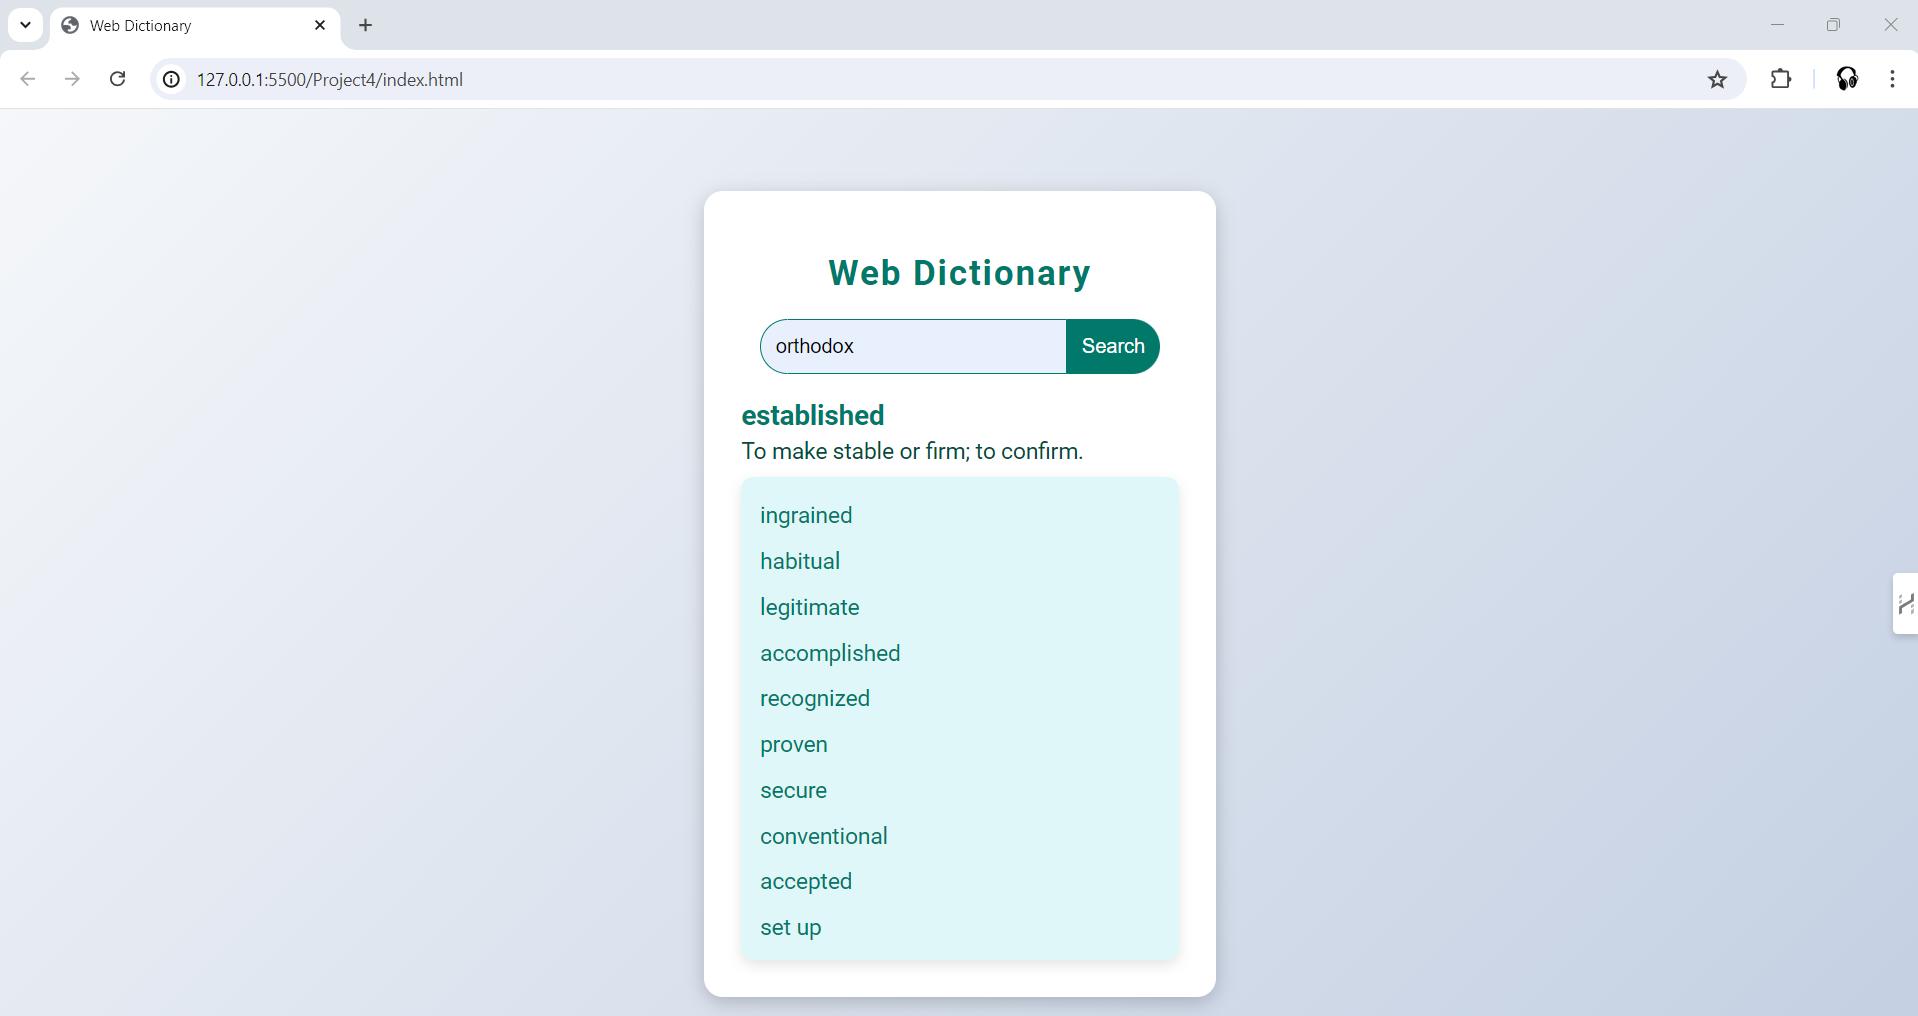 Web Dictionary
127.0.0.1:5500/Project4/index.html
Web Dictionary
orthodox
Search
established
To make stable or firm; to confirm.
ingrained
habitual
legitimate
accomplished
recognized
proven
secure
conventional
accepted
set up